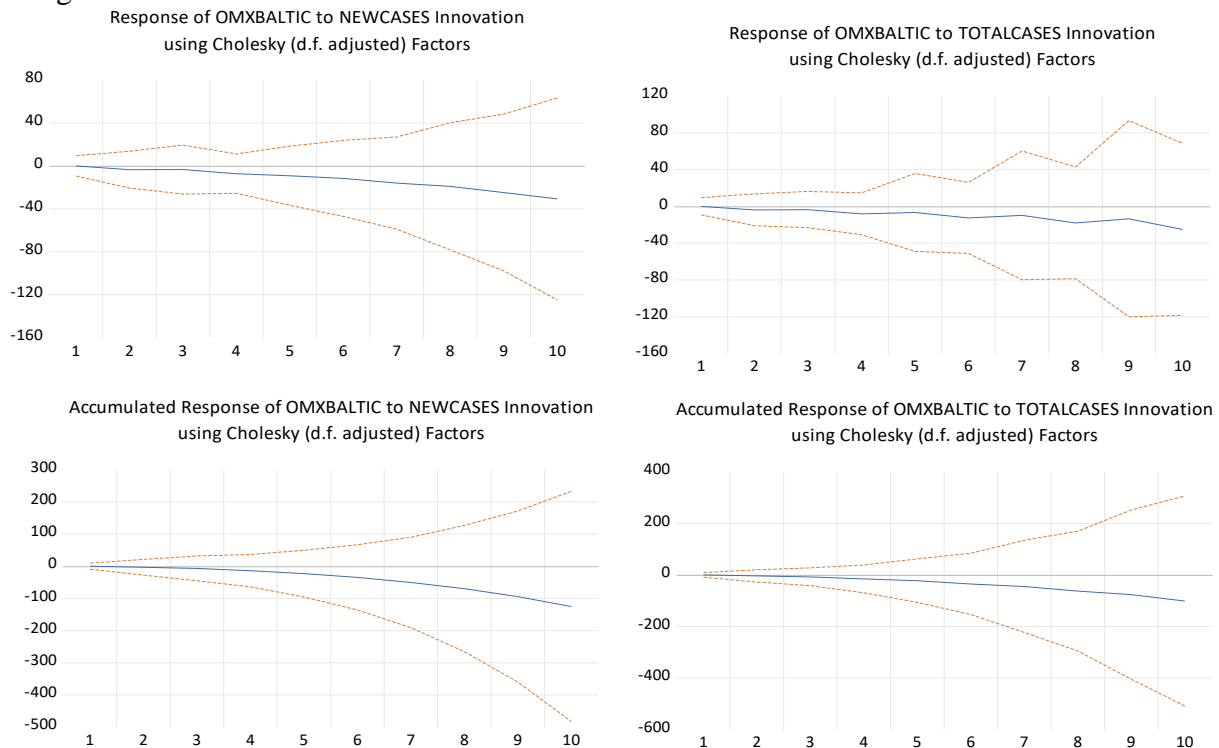 Response of OMXBALTIC to NEWCASES Innovation
using Cholesky (d.f. adjusted) Factors
80
40
0
-40
-80
-120
-160
1 2 3 4 5 6 7 8 9 10
Response of OMXBALTIC to TOTALCASES Innovation
using Cholesky (d.f. adjusted) Factors
120
80
40
0
-40
-80
-120
-160
1 2 3 4 5 6 7 8 9 10
Accumulated Response of OMXBALTIC to NEWCASES Innovation
using Cholesky (d.f. adjusted) Factors
300
200
100
0
-100
-200
-300
-400
-500
1 2 3 4 5 6 7 8 9 10
Accumulated Response of OMXBALTIC to TOTALCASES Innovation
using Cholesky (d.f. adjusted) Factors
400
200
0
-200
-400
-600
1 2 3 4 5 6 7 8 9 10